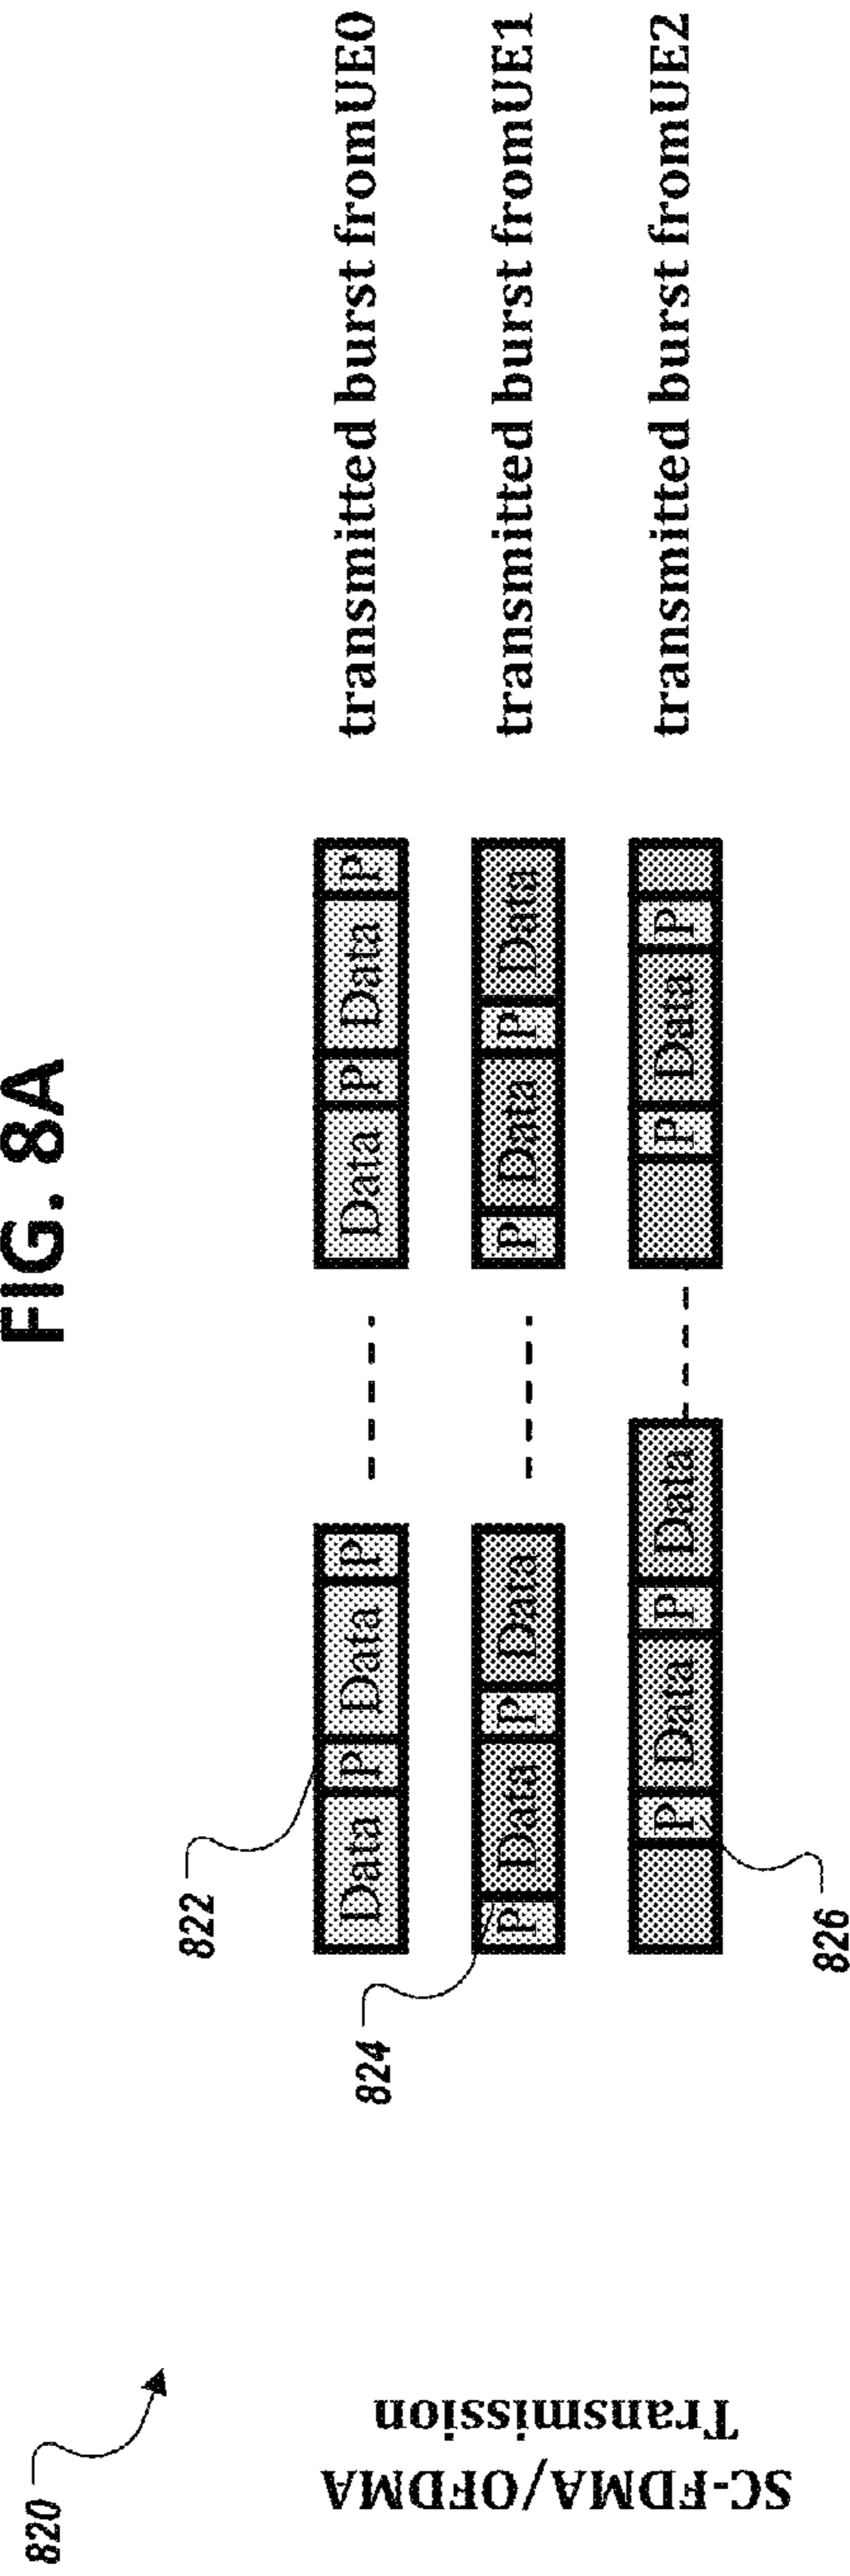 FIG. 8A
820
SC-FDMA/OFDMA
Transmission
822
Data P Data P
Data P Data P
transmitted burst fromUE0
824
P Data P Data
P Data P Data
transmitted burst fromUE1
826
P Data P Data
P Data P
transmitted burst fromUE2